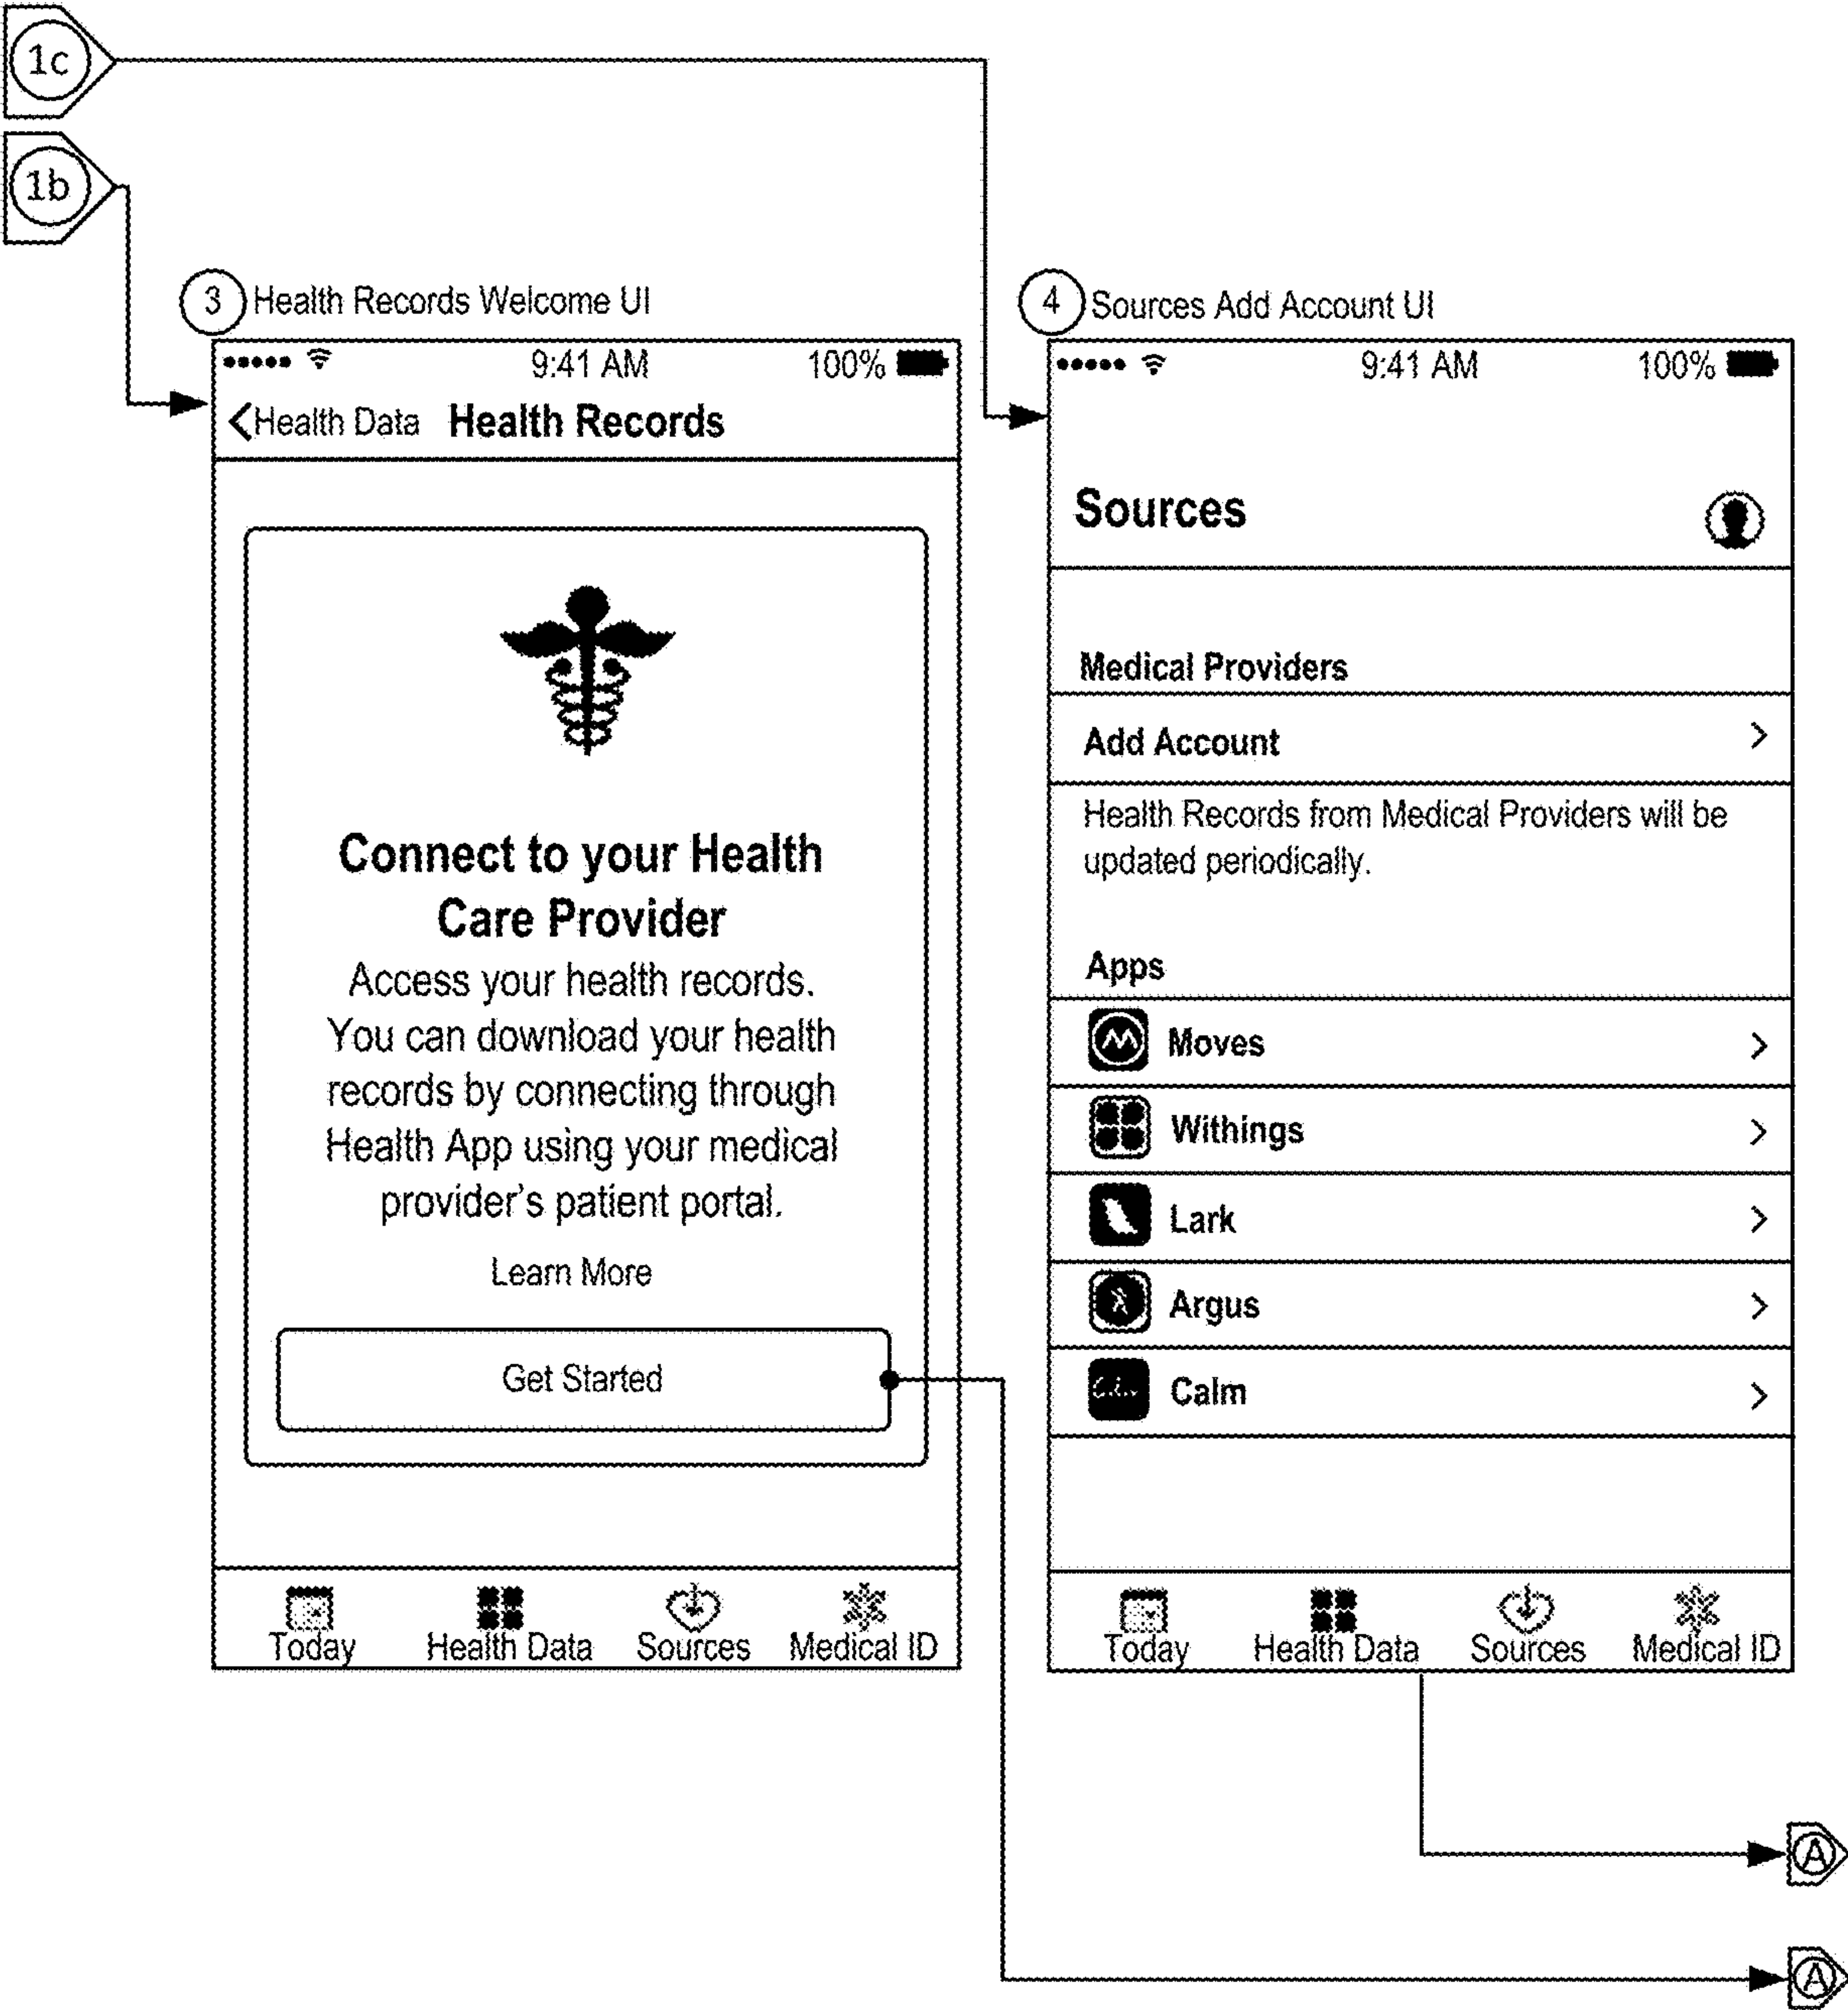 1c
1b
3 Health Records Welcome UI
9:41 AM 100%
Health Data Health Records
Connect to your Health
Care Provider
Access your health records.
You can download your health
records by connecting through
Health App using your medical
provider's patient portal.
Learn More
Get Started
Today Health Data Sources Medical ID
4 Sources Add Account UI
9:41 AM 100%
Sources
Medical Providers
Add Account
Health Records from Medical Providers will be
updated periodically.
Apps
Moves
Withings
Lark
Argus
Calm
Today Health Data Sources Medical ID
A
A